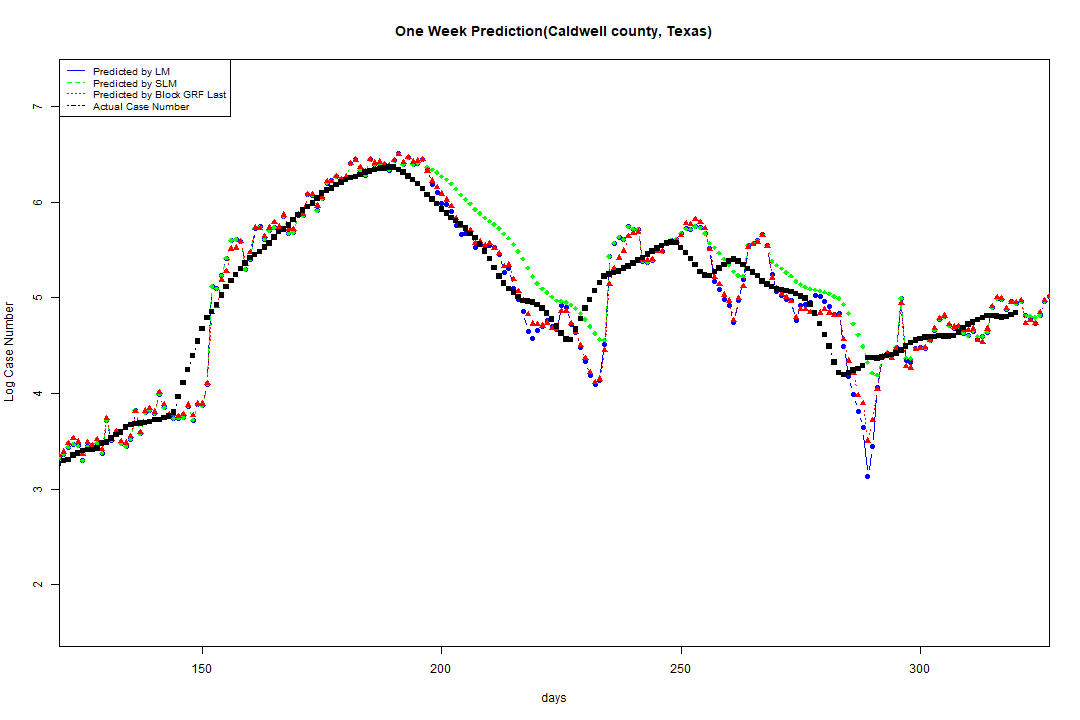 One Week Prediction(Caldwell county, Texas)
Predicted by LM
Predicted by SLM
Predicted by Block GRF Last
Actual Case Number
7
6
5
4
3
2
Log Case Number
150
200
250
300
days